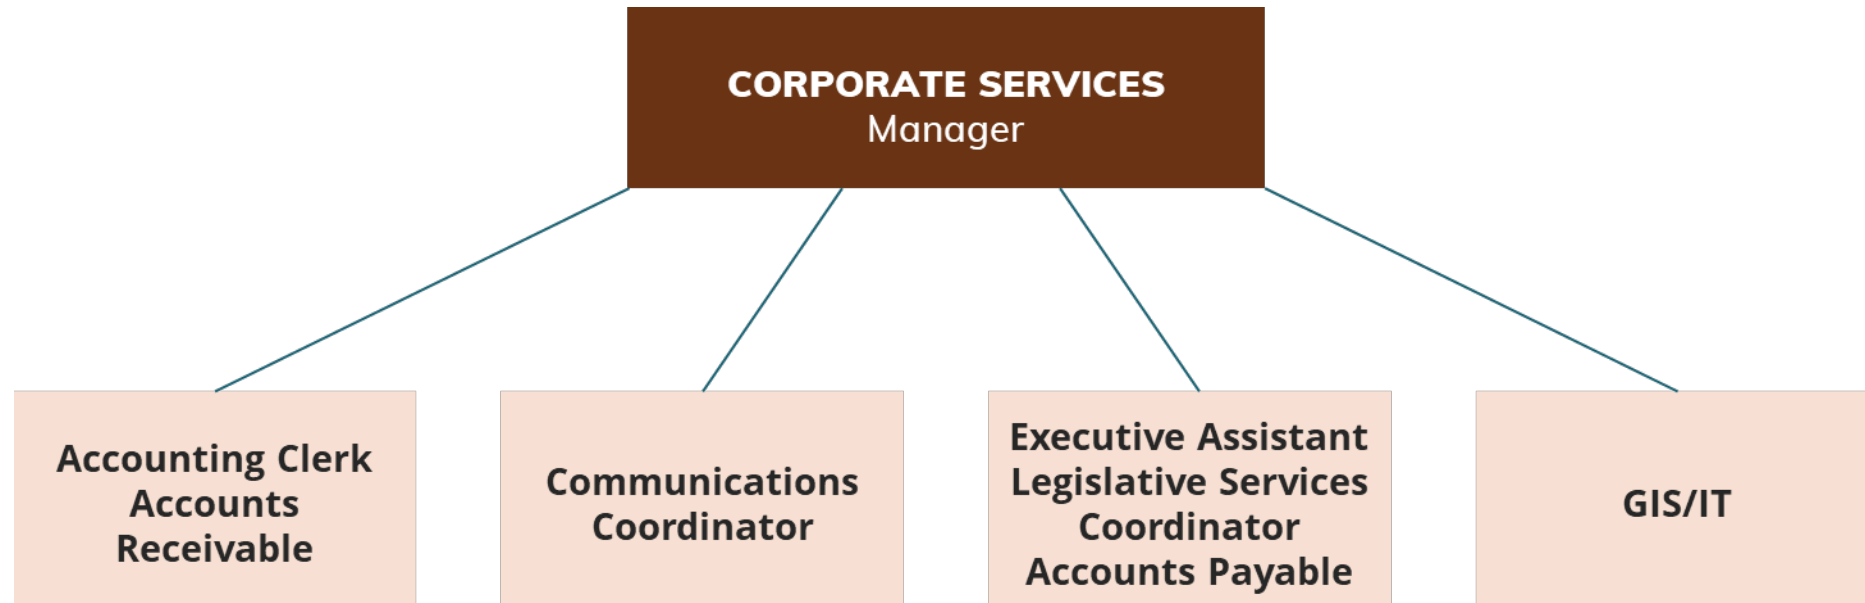 CORPORATE SERVICES
Manager
Accounting Clerk
Accounts
Receivable
Communications
Coordinator
Executive Assistant
Legislative Services
Coordinator
Accounts Payable
GIS/IT